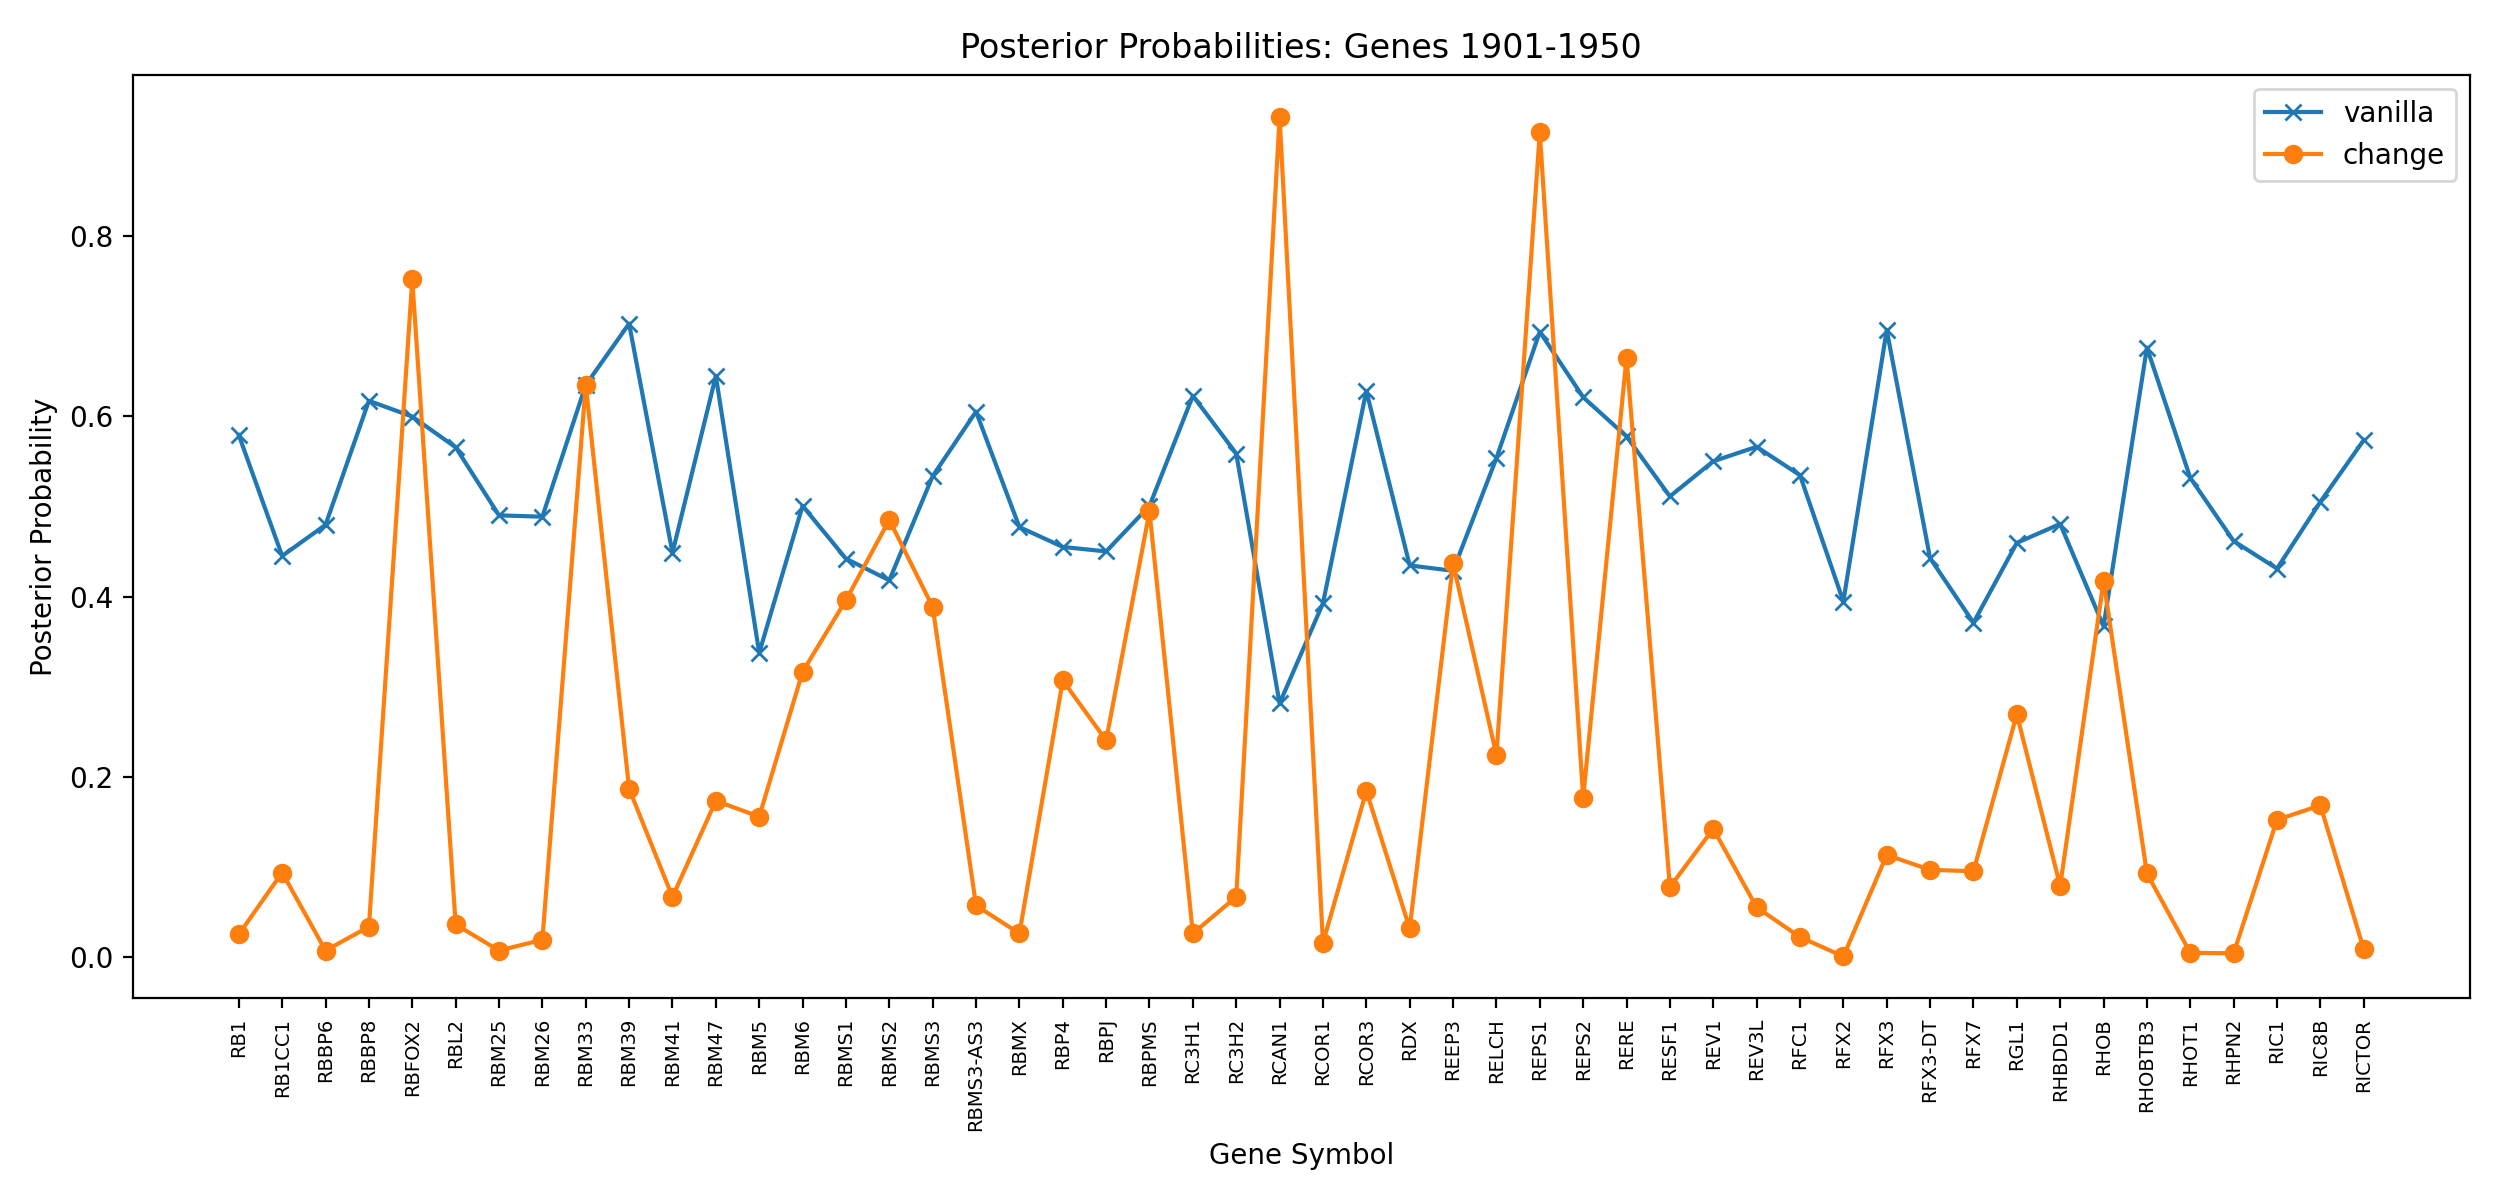 Posterior Probabilities: Genes 1901-1950
vanilla
change
Posterior Probability
0.8
0.6
0.4
0.2
0.0
RB1
RB1CC1
RBBP6
RBBP8
RBFOX2
RBL2
RBM25
RBM26
RBM33
RBM39
RBM41
RBM47
RBM5
RBM6
RBMS1
RBMS2
RBMS3
RBMS3-AS3
RBMX
RBP4
RBPJ
RBPMS
RC3H1
RC3H2
RCAN1
RCOR1
RCOR3
RDX
REEP3
RELCH
REPS1
REPS2
RERE
RESF1
REV1
REV3L
RFC1
RFX2
RFX3
RFX3-DT
RFX7
RGL1
RHBDD1
RHOB
RHOBTB3
RHOT1
RHPN2
RIC1
RIC8B
RICTOR
Gene Symbol